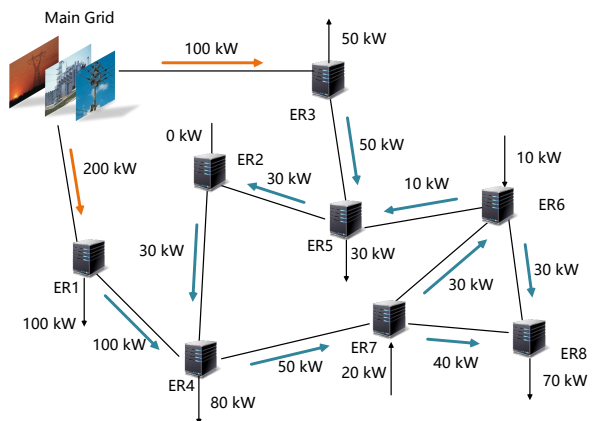 Main Grid
100 kW
50 kW
ER3
200 kW
0 kW
ER2
30 kW
50 kW
10 kW
10 kW
ER6
30 kW
ER5
30 kW
ER1
100 kW
100 kW
30 kW
30 kW
ER4
50 kW
ER7
20 kW
40 kW
ER8
70 kW
80 kW